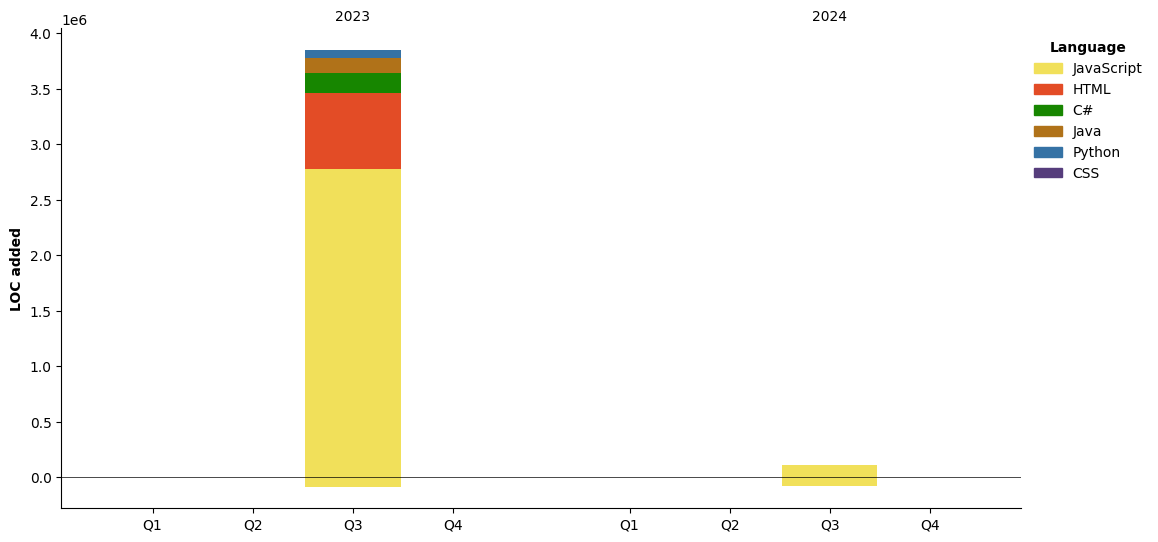 2023 2024
1e6
4.0
3.5
3.0
2.5
2.0
1.5
1.0
0.5
0.0
LOC added
Q1 Q2 Q3 Q4 Q1 Q2 Q3 Q4
Language
JavaScript
HTML
C#
Java
Python
CSS